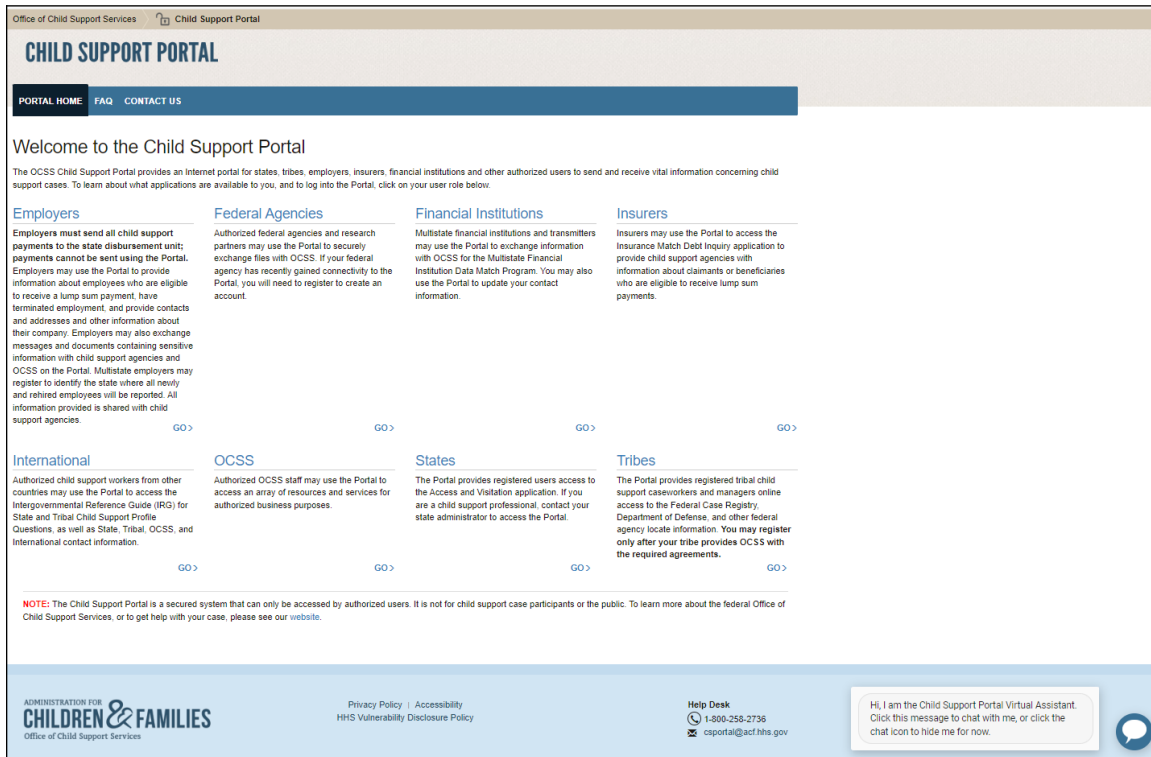 Office of Child Support Services
Child Support Portal
CHILD SUPPORT PORTAL
PORTAL HOME
FAQ
CONTACT US
Welcome to the Child Support Portal
The OCSS Child Support Portal provides an Internet portal for states, tribes, employers, insurers, financial institutions and other authorized users to send and receive vital information concerning child
support cases. To learn about what applications are available to you, and to log into the Portal, click on your user role below.
Employers
Employers must send all child support
payments to the state disbursement unit;
payments cannot be sent using the Portal.
Employers may use the Portal to provide
information about employees who are eligible
to receive a lump sum payment, have
terminated employment, and provide contacts
and addresses and other information about
their company. Employers may also exchange
messages and documents containing sensitive
information with child support agencies and
OCSS on the Portal. Multistate employers may
register to identify the state where all newly
and rehired employees will be reported. All
information provided is shared with child
support agencies.
GO >
Federal Agencies
Authorized federal agencies and research
partners may use the Portal to securely
exchange files with OCSS. If your federal
agency has recently gained connectivity to the
Portal, you will need to register to create an
account.
GO >
Financial Institutions
Multistate financial institutions and transmitters
may use the Portal to exchange information
with OCSS for the Multistate Financial
Institution Data Match Program. You may also
use the Portal to update your contact
information.
GO >
Insurers
Insurers may use the Portal to access the
Insurance Match Debt Inquiry application to
provide child support agencies with
information about claimants or beneficiaries
who are eligible to receive lump sum
payments.
GO >
International
Authorized child support workers from other
countries may use the Portal to access the
Intergovernmental Reference Guide (IRG) for
State and Tribal Child Support Profile
Questions, as well as State, Tribal, OCSS, and
International contact information.
GO >
OCSS
Authorized OCSS staff may use the Portal to
access an array of resources and services for
authorized business purposes.
GO >
States
The Portal provides registered users access to
the Access and Visitation application. If you
are a child support professional, contact your
state administrator to access the Portal.
GO >
Tribes
The Portal provides registered tribal child
support caseworkers and managers online
access to the Federal Case Registry,
Department of Defense, and other federal
agency locate information. You may register
only after your tribe provides OCSS with
the required agreements.
GO >
NOTE: The Child Support Portal is a secured system that can only be accessed by authorized users. It is not for child support case participants or the public. To learn more about the federal Office of
Child Support Services, or to get help with your case, please see our website.
ADMINISTRATION FOR
CHILDREN & FAMILIES
Office of Child Support Services
Privacy Policy | Accessibility
HHS Vulnerability Disclosure Policy
Help Desk
1-800-258-2736
csportal@acf.hhs.gov
Hi, I am the Child Support Portal Virtual Assistant.
Click this message to chat with me, or click the
chat icon to hide me for now.